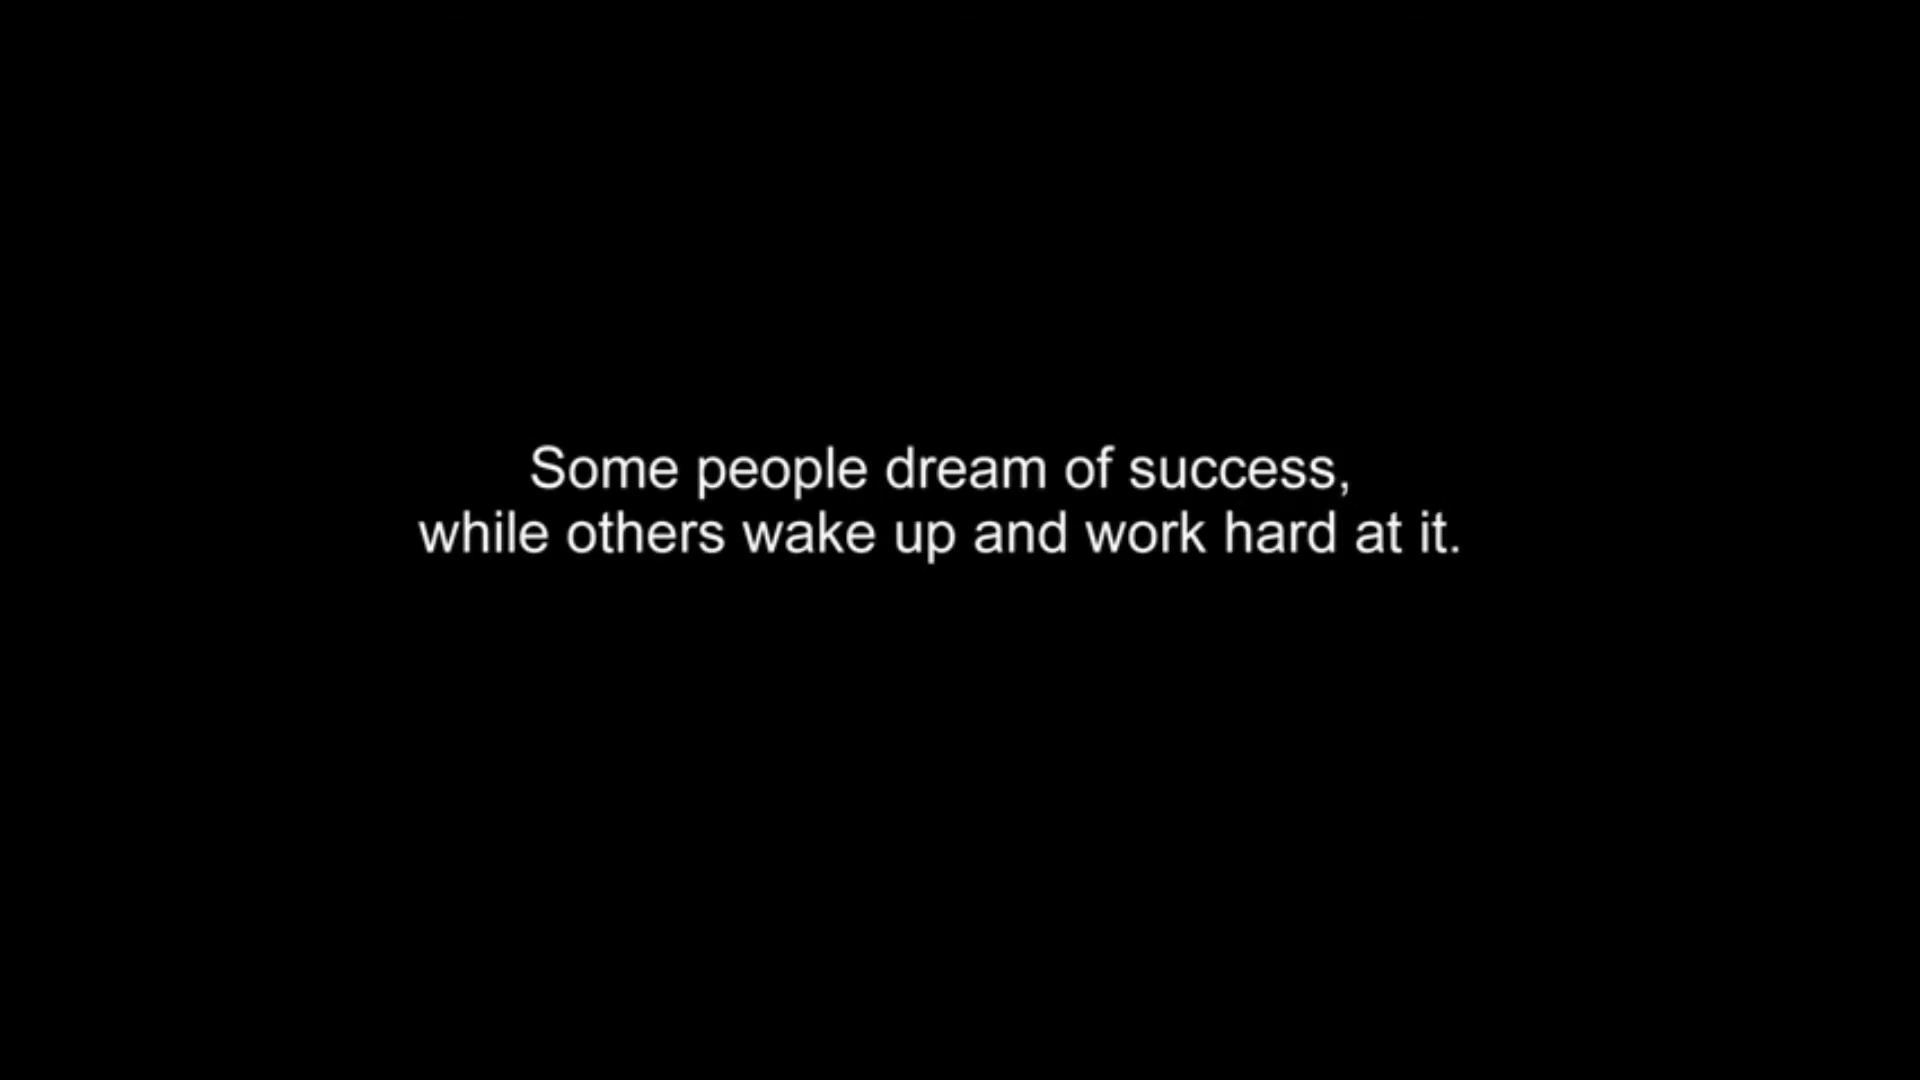 Some people dream of success,
while others wake up and work hard at it.